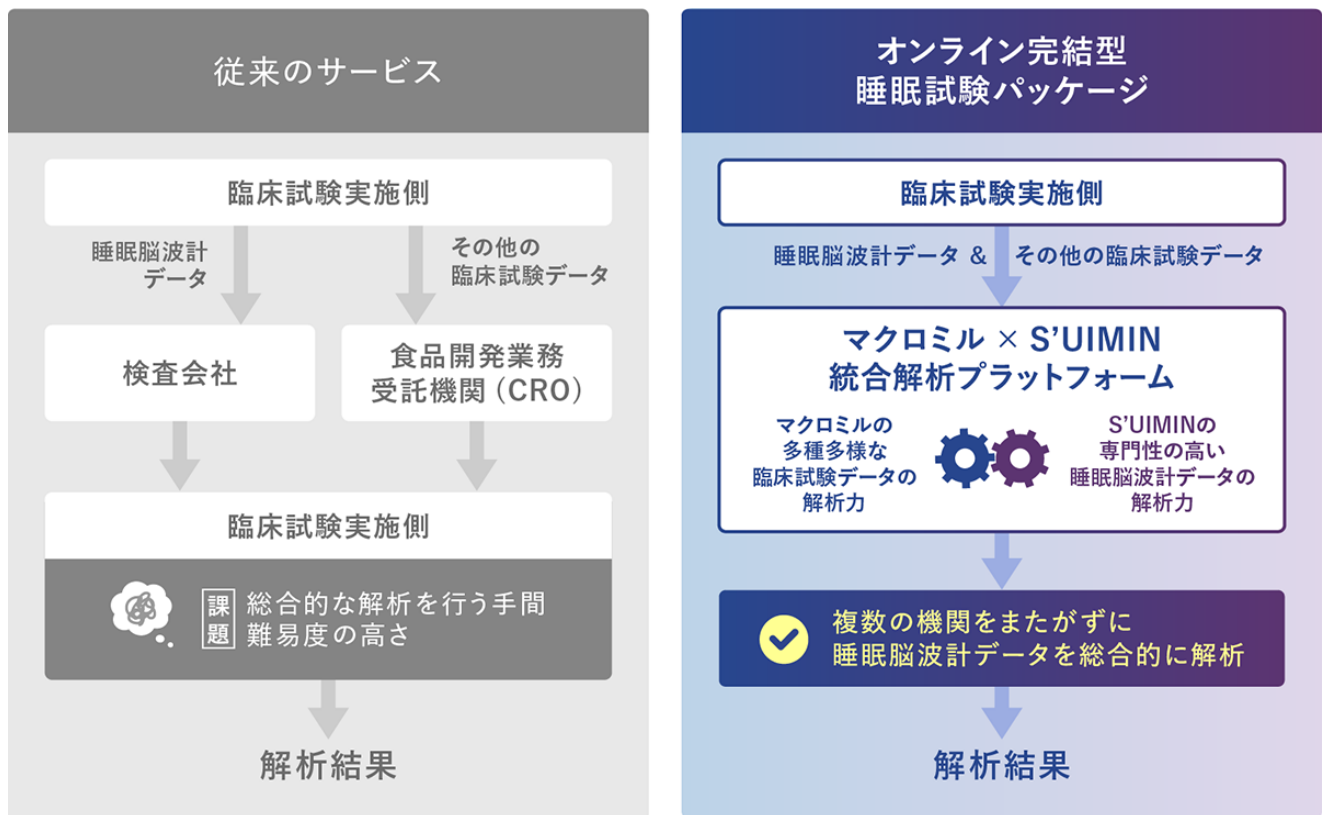 従来のサービス
臨床試験実施側
睡眠脳波計
データ
その他の
臨床試験データ
検査会社
食品開発業務
受託機関（CRO）
臨床試験実施側
課題
総合的な解析を行う手間
難易度の高さ
解析結果
オンライン完結型
睡眠試験パッケージ
臨床試験実施側
睡眠脳波計データ & その他の臨床試験データ
マクロミル × S'UIMIN
統合解析プラットフォーム
マクロミルの
多種多様な
臨床試験データの
解析力
S'UIMINの
専門性の高い
睡眠脳波計データの
解析力
複数の機関をまたがずに
睡眠脳波計データを総合的に解析
解析結果